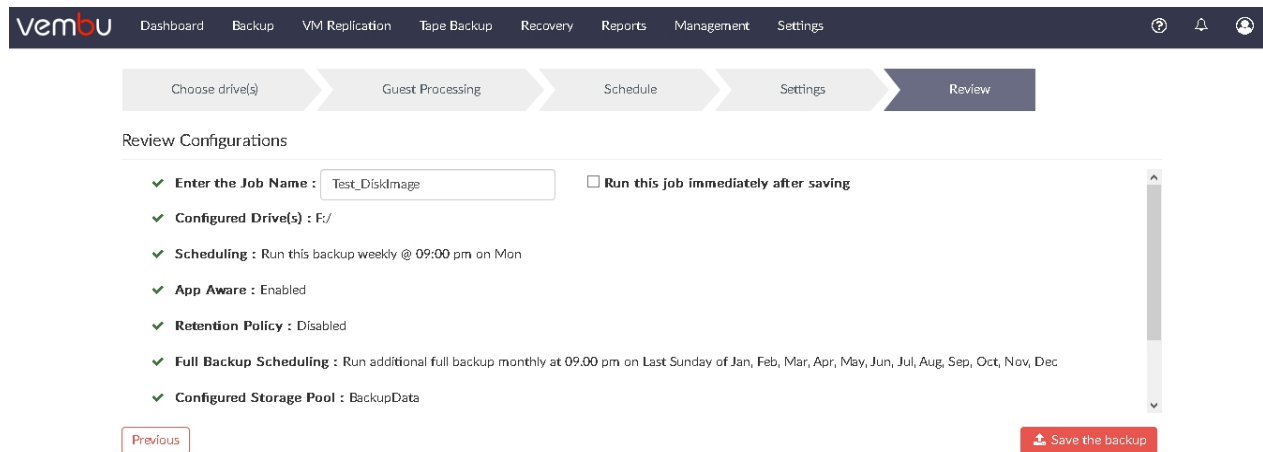 vembu Dashboard Backup VM Replication Tape Backup Recovery Reports Management Settings
Choose drive(s) Guest Processing Schedule Settings Review
Review Configurations
Enter the Job Name : Test_DiskImage Run this job immediately after saving
Configured Drive(s) : F:/
Scheduling : Run this backup weekly @ 09:00 pm on Mon
App Aware : Enabled
Retention Policy : Disabled
Full Backup Scheduling : Run additional full backup monthly at 09.00 pm on Last Sunday of Jan, Feb, Mar, Apr, May, Jun, Jul, Aug, Sep, Oct, Nov, Dec
Configured Storage Pool : BackupData
Previous Save the backup